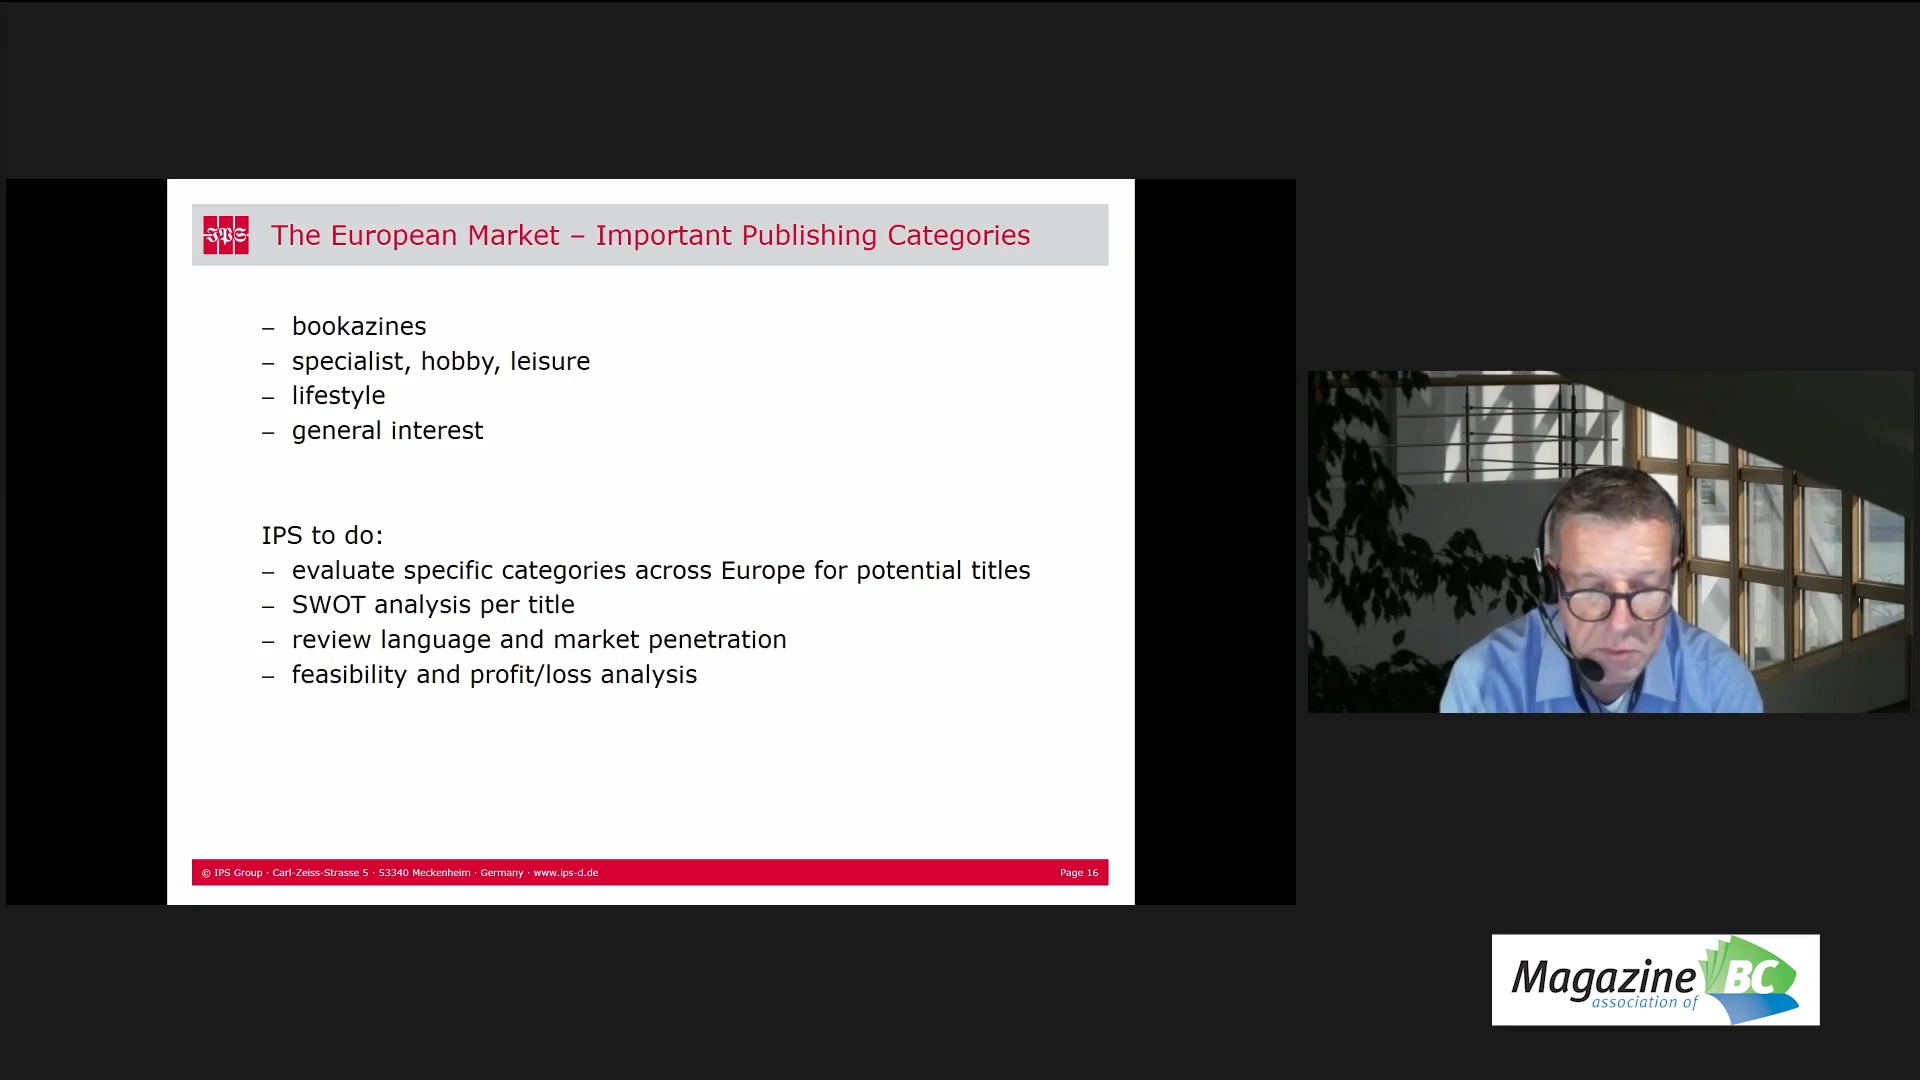 IPS
The European Market – Important Publishing Categories
– bookazines
– specialist, hobby, leisure
– lifestyle
– general interest
IPS to do:
– evaluate specific categories across Europe for potential titles
– SWOT analysis per title
– review language and market penetration
– feasibility and profit/loss analysis
© IPS Group · Carl-Zeiss-Strasse 5 · 53340 Meckenheim · Germany · www.ips-d.de
Page 16
Magazine BC
association of